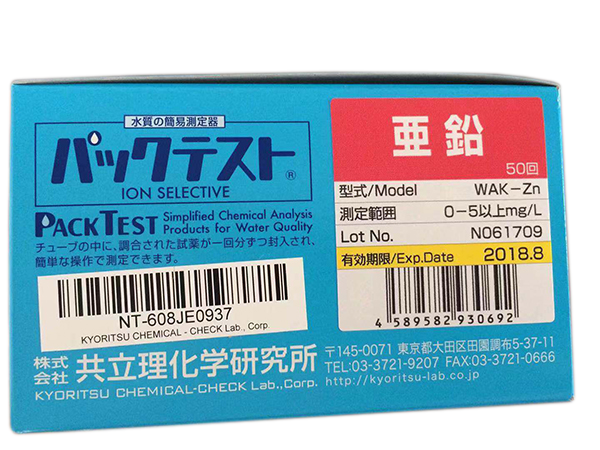 水質の簡易測定器
パックテスト®
ION SELECTIVE
PACKTEST Simplified Chemical Analysis
Products for Water Quality
チューブの中に、調合された試薬が一回分ずつ封入され、
簡単な操作で測定できます。
NT-608JE0937
KYORITSU CHEMICAL - CHECK Lab., Corp.
株式会社 共立理化学研究所
KYORITSU CHEMICAL-CHECK Lab.,Corp.
亜鉛
50回
型式/Model WAK-Zn
測定範囲 0-5以上mg/L
Lot No. N061709
有効期限/Exp.Date 2018.8
4 589582 930692
〒145-0071 東京都大田区田園調布5-37-11
TEL:03-3721-9207 FAX:03-3721-0666
http://kyoritsu-lab.co.jp